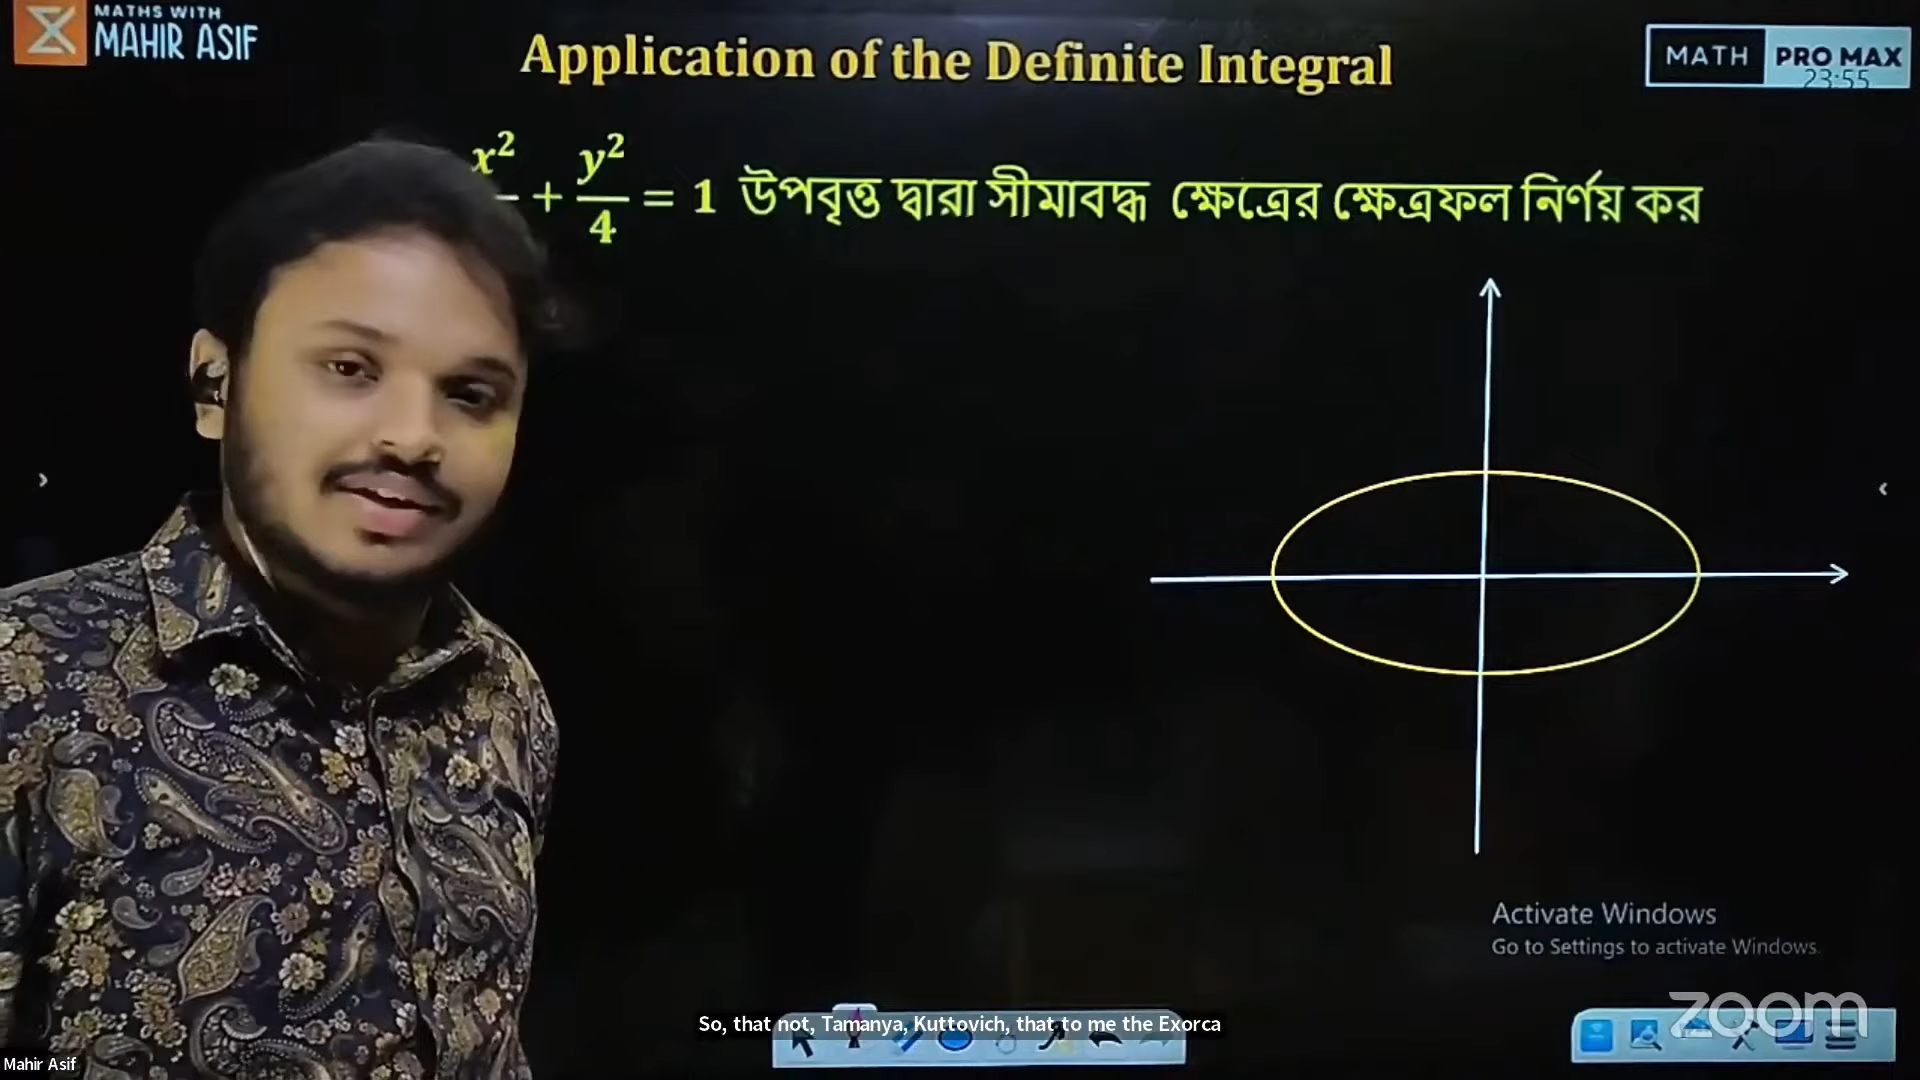 MATHS WITH
MAHIR ASIF
Application of the Definite Integral
MATH PRO MAX
23:55
x² + y²/4 = 1 উপবৃত্ত দ্বারা সীমাবদ্ধ ক্ষেত্রের ক্ষেত্রফল নির্ণয় কর
Activate Windows
Go to Settings to activate Windows.
zoom
So, that not, Tamanya, Kuttovich, that to me the Exorca
Mahir Asif